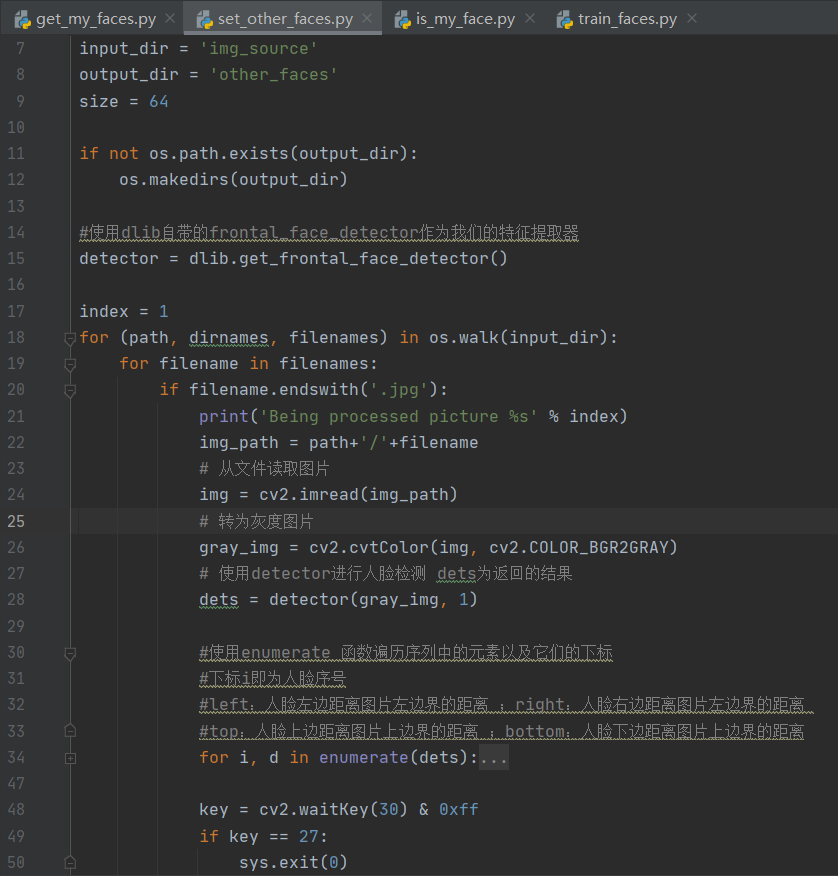 get_my_faces.py set_other_faces.py is_my_face.py train_faces.py
7 input_dir = 'img_source'
8 output_dir = 'other_faces'
9 size = 64
10
11 if not os.path.exists(output_dir):
12     os.makedirs(output_dir)
13
14 #使用dlib自带的frontal_face_detector作为我们的特征提取器
15 detector = dlib.get_frontal_face_detector()
16
17 index = 1
18 for (path, dirnames, filenames) in os.walk(input_dir):
19     for filename in filenames:
20         if filename.endswith('.jpg'):
21             print('Being processed picture %s' % index)
22             img_path = path+'/'+filename
23             # 从文件读取图片
24             img = cv2.imread(img_path)
25             # 转为灰度图片
26             gray_img = cv2.cvtColor(img, cv2.COLOR_BGR2GRAY)
27             # 使用detector进行人脸检测 dets为返回的结果
28             dets = detector(gray_img, 1)
29
30             #使用enumerate 函数遍历序列中的元素以及它们的下标
31             #下标i即为人脸序号
32             #left：人脸左边距离图片左边界的距离 ；right：人脸右边距离图片左边界的距离
33             #top：人脸上边距离图片上边界的距离 ；bottom：人脸下边距离图片上边界的距离
34             for i, d in enumerate(dets):...
47
48             key = cv2.waitKey(30) & 0xff
49             if key == 27:
50                 sys.exit(0)